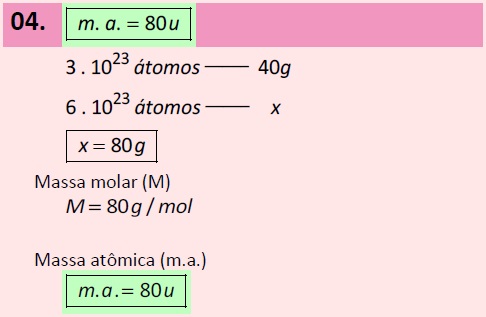 04. m. a. = 80u
3 . 10²³ átomos —— 40g
6 . 10²³ átomos —— x
x = 80g
Massa molar (M)
M = 80g / mol
Massa atômica (m.a.)
m.a.= 80u